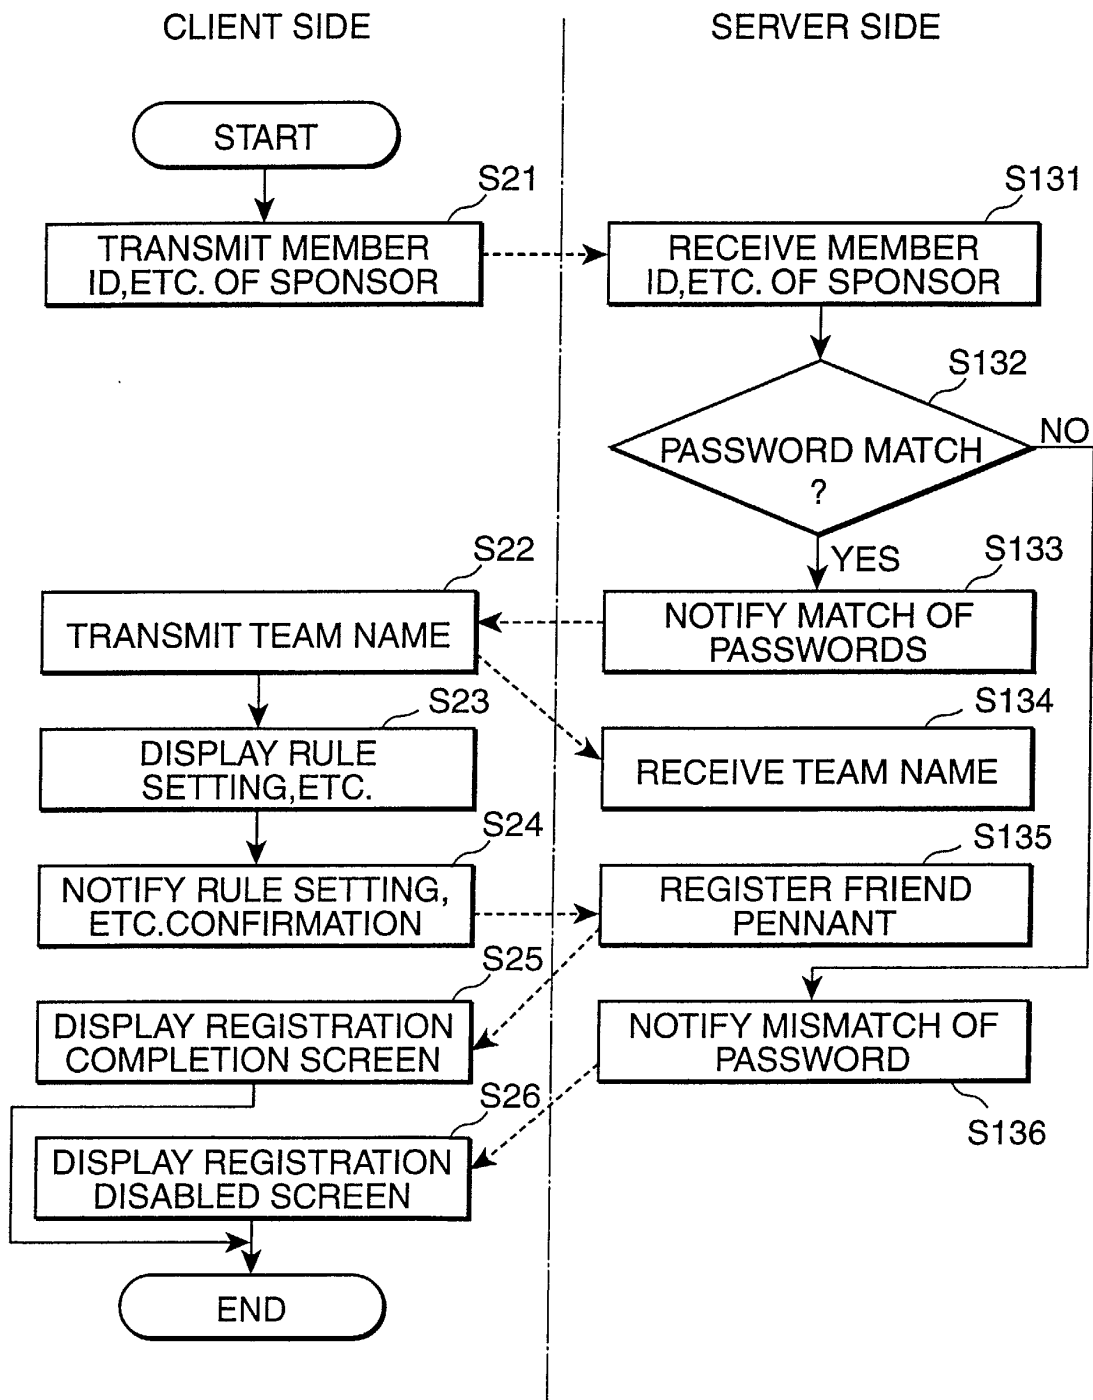 CLIENT SIDE
SERVER SIDE
START
S21
S131
TRANSMIT MEMBER
ID,ETC. OF SPONSOR
RECEIVE MEMBER
ID,ETC. OF SPONSOR
S132
NO
PASSWORD MATCH
?
YES
S22
S133
TRANSMIT TEAM NAME
NOTIFY MATCH OF
PASSWORDS
S23
S134
DISPLAY RULE
SETTING,ETC.
RECEIVE TEAM NAME
S24
S135
NOTIFY RULE SETTING,
ETC.CONFIRMATION
REGISTER FRIEND
PENNANT
S25
DISPLAY REGISTRATION
COMPLETION SCREEN
NOTIFY MISMATCH OF
PASSWORD
S26
S136
DISPLAY REGISTRATION
DISABLED SCREEN
END